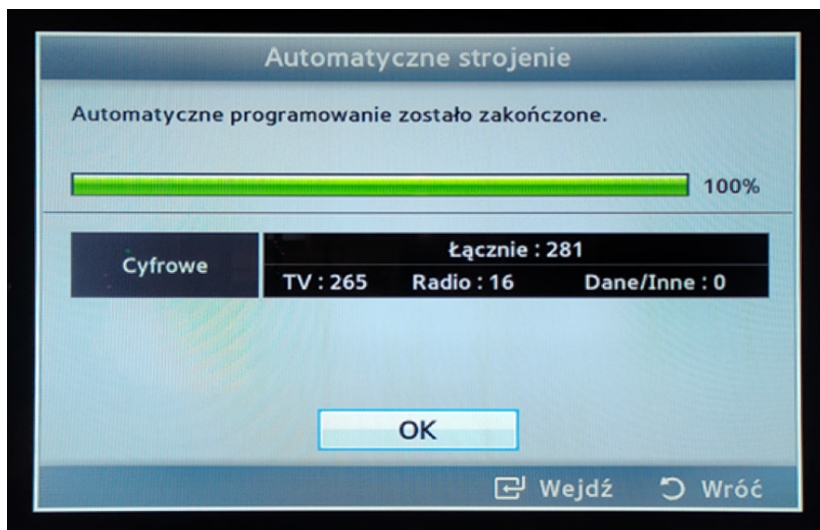 Automatyczne strojenie
Automatyczne programowanie zostało zakończone.
100%
Cyfrowe
Łącznie : 281
TV : 265 Radio : 16 Dane/Inne : 0
OK
Wejdź Wróć